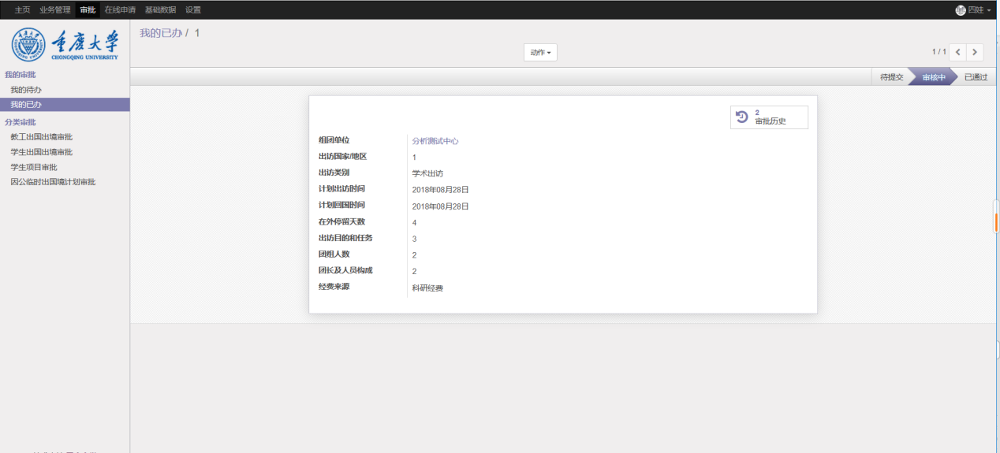 主页 业务管理 审批 在线申请 基础数据 设置 四娃
重庆大学
CHONGQING UNIVERSITY
我的已办 / 1
动作
1 / 1
我的审批
我的待办
我的已办
分类审批
教工出国出境审批
学生出国出境审批
学生项目审批
因公临时出国境计划审批
待提交 审核中 已通过
2
审批历史
组团单位 分析测试中心
出访国家/地区 1
出访类别 学术出访
计划出访时间 2018年08月28日
计划回国时间 2018年08月28日
在外停留天数 4
出访目的和任务 3
团组人数 2
团长及人员构成 2
经费来源 科研经费